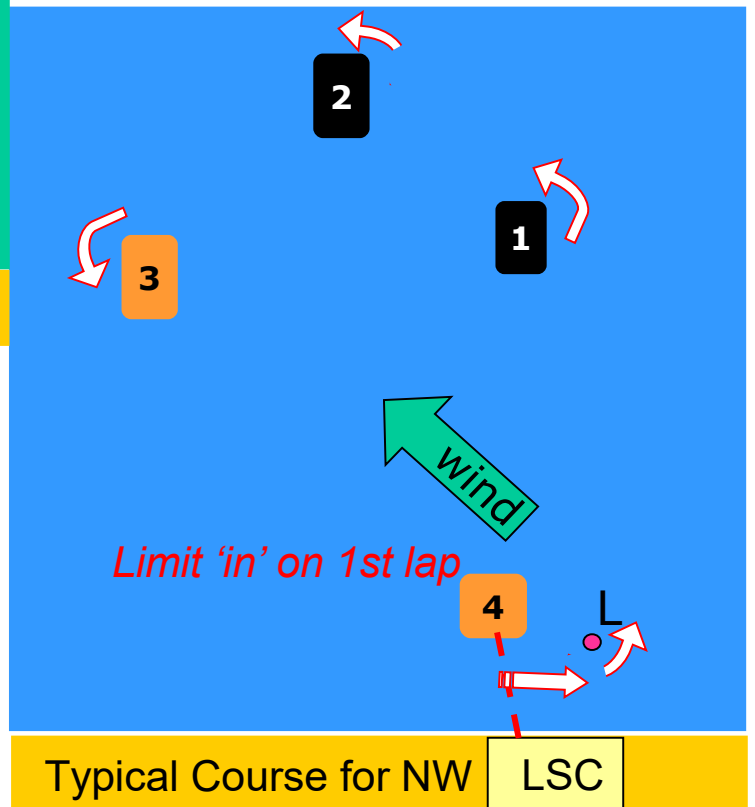 2
1
3
wind
Limit ‘in’ on 1st lap
4
L
Typical Course for NW
LSC